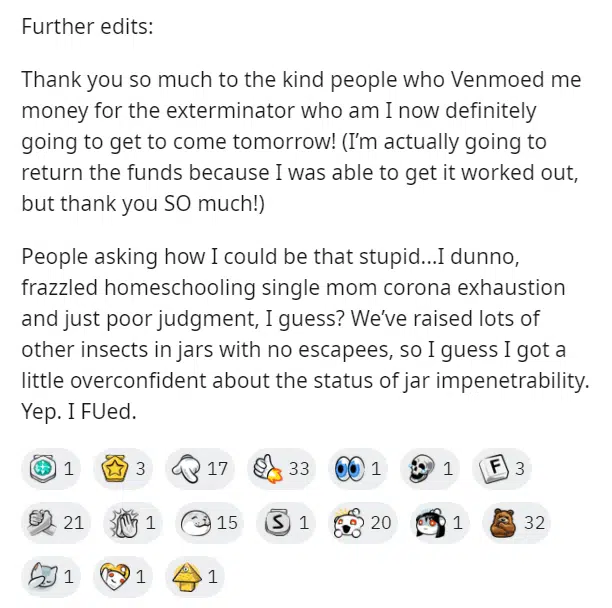 Further edits:
Thank you so much to the kind people who Venmoed me
money for the exterminator who am I now definitely
going to get to come tomorrow! (I'm actually going to
return the funds because I was able to get it worked out,
but thank you SO much!)
People asking how I could be that stupid...I dunno,
frazzled homeschooling single mom corona exhaustion
and just poor judgment, I guess? We've raised lots of
other insects in jars with no escapees, so I guess I got a
little overconfident about the status of jar impenetrability.
Yep. I FUed.
1 3 17 33 1 1 F 3
21 1 15 S 1 20 1 32
1 1 1